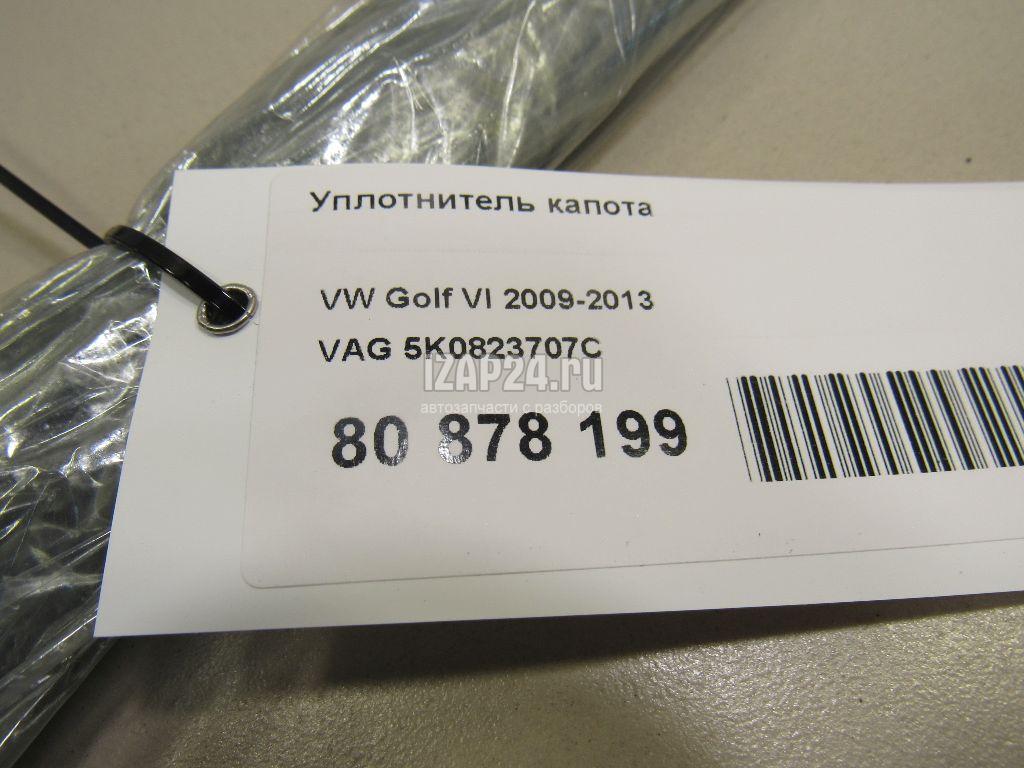 Уплотнитель капота
VW Golf VI 2009-2013
VAG 5K0823707C
IZAP24.ru
автозапчасти с разборов
80 878 199